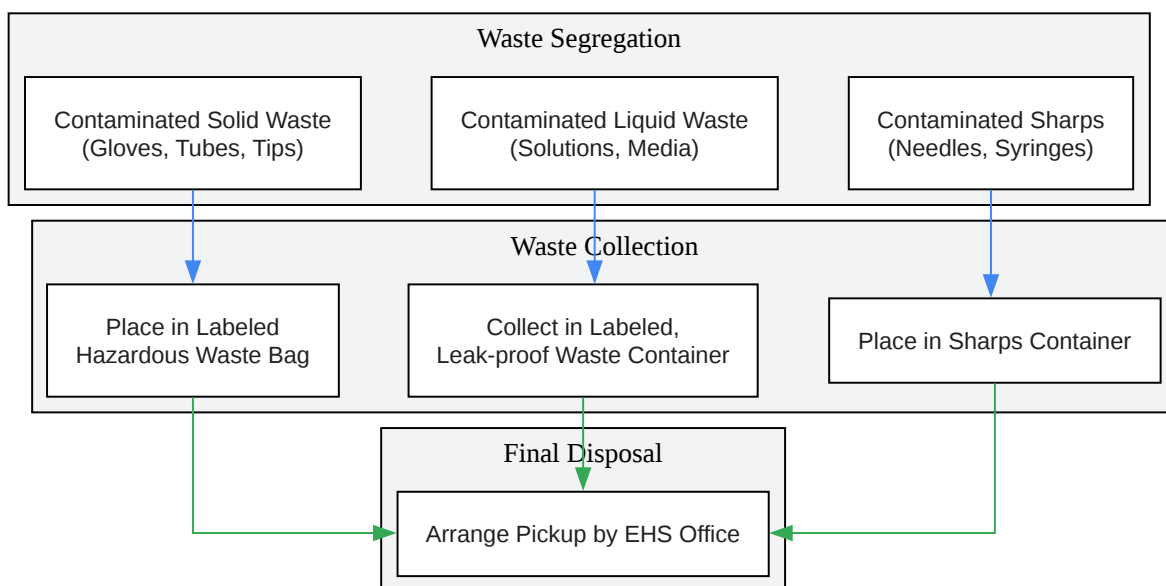 Waste Segregation
Contaminated Solid Waste
(Gloves, Tubes, Tips)
Contaminated Liquid Waste
(Solutions, Media)
Contaminated Sharps
(Needles, Syringes)
Waste Collection
Place in Labeled
Hazardous Waste Bag
Collect in Labeled,
Leak-proof Waste Container
Place in Sharps Container
Final Disposal
Arrange Pickup by EHS Office